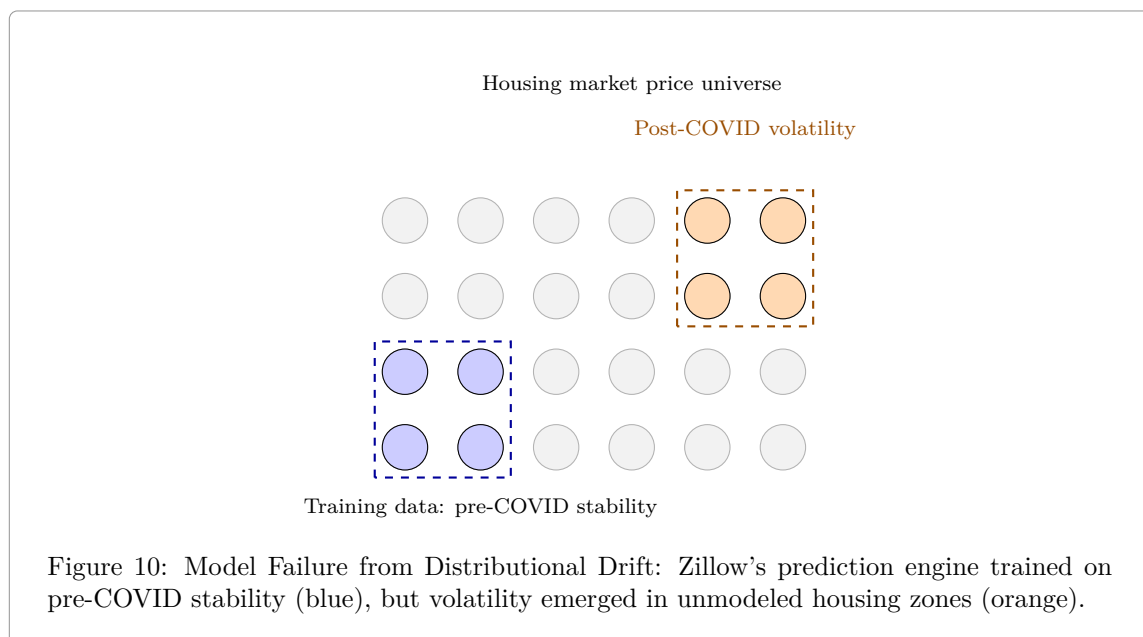 Housing market price universe
Post-COVID volatility
Training data: pre-COVID stability
Figure 10: Model Failure from Distributional Drift: Zillow's prediction engine trained on
pre-COVID stability (blue), but volatility emerged in unmodeled housing zones (orange).